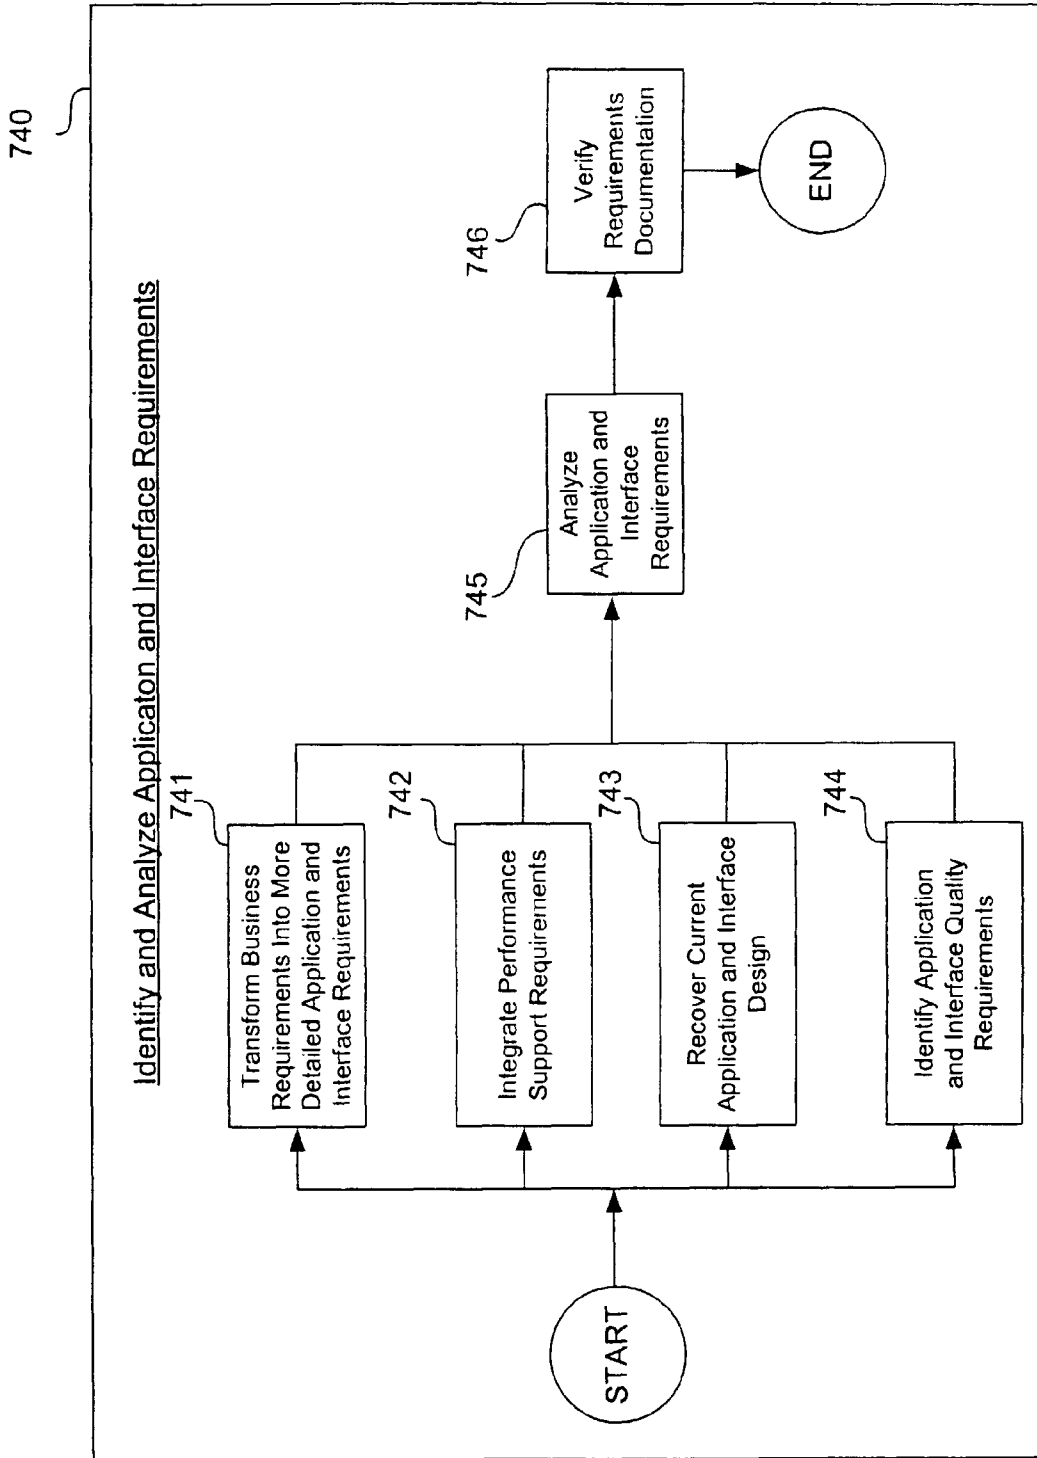 740
Identify and Analyze Applicaton and Interface Requirements
START
741
Transform Business
Requirements Into More
Detailed Application and
Interface Requirements
742
Integrate Performance
Support Requirements
743
Recover Current
Application and Interface
Design
744
Identify Application
and Interface Quality
Requirements
745
Analyze
Application and
Interface
Requirements
746
Verify
Requirements
Documentation
END